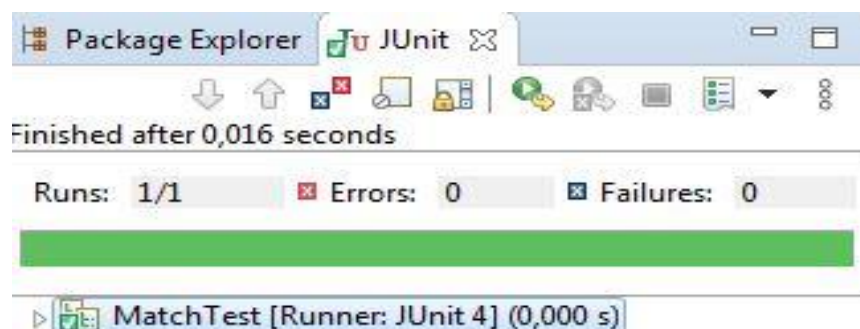 Package Explorer JUnit
Finished after 0,016 seconds
Runs: 1/1 Errors: 0 Failures: 0
MatchTest [Runner: JUnit 4] (0,000 s)